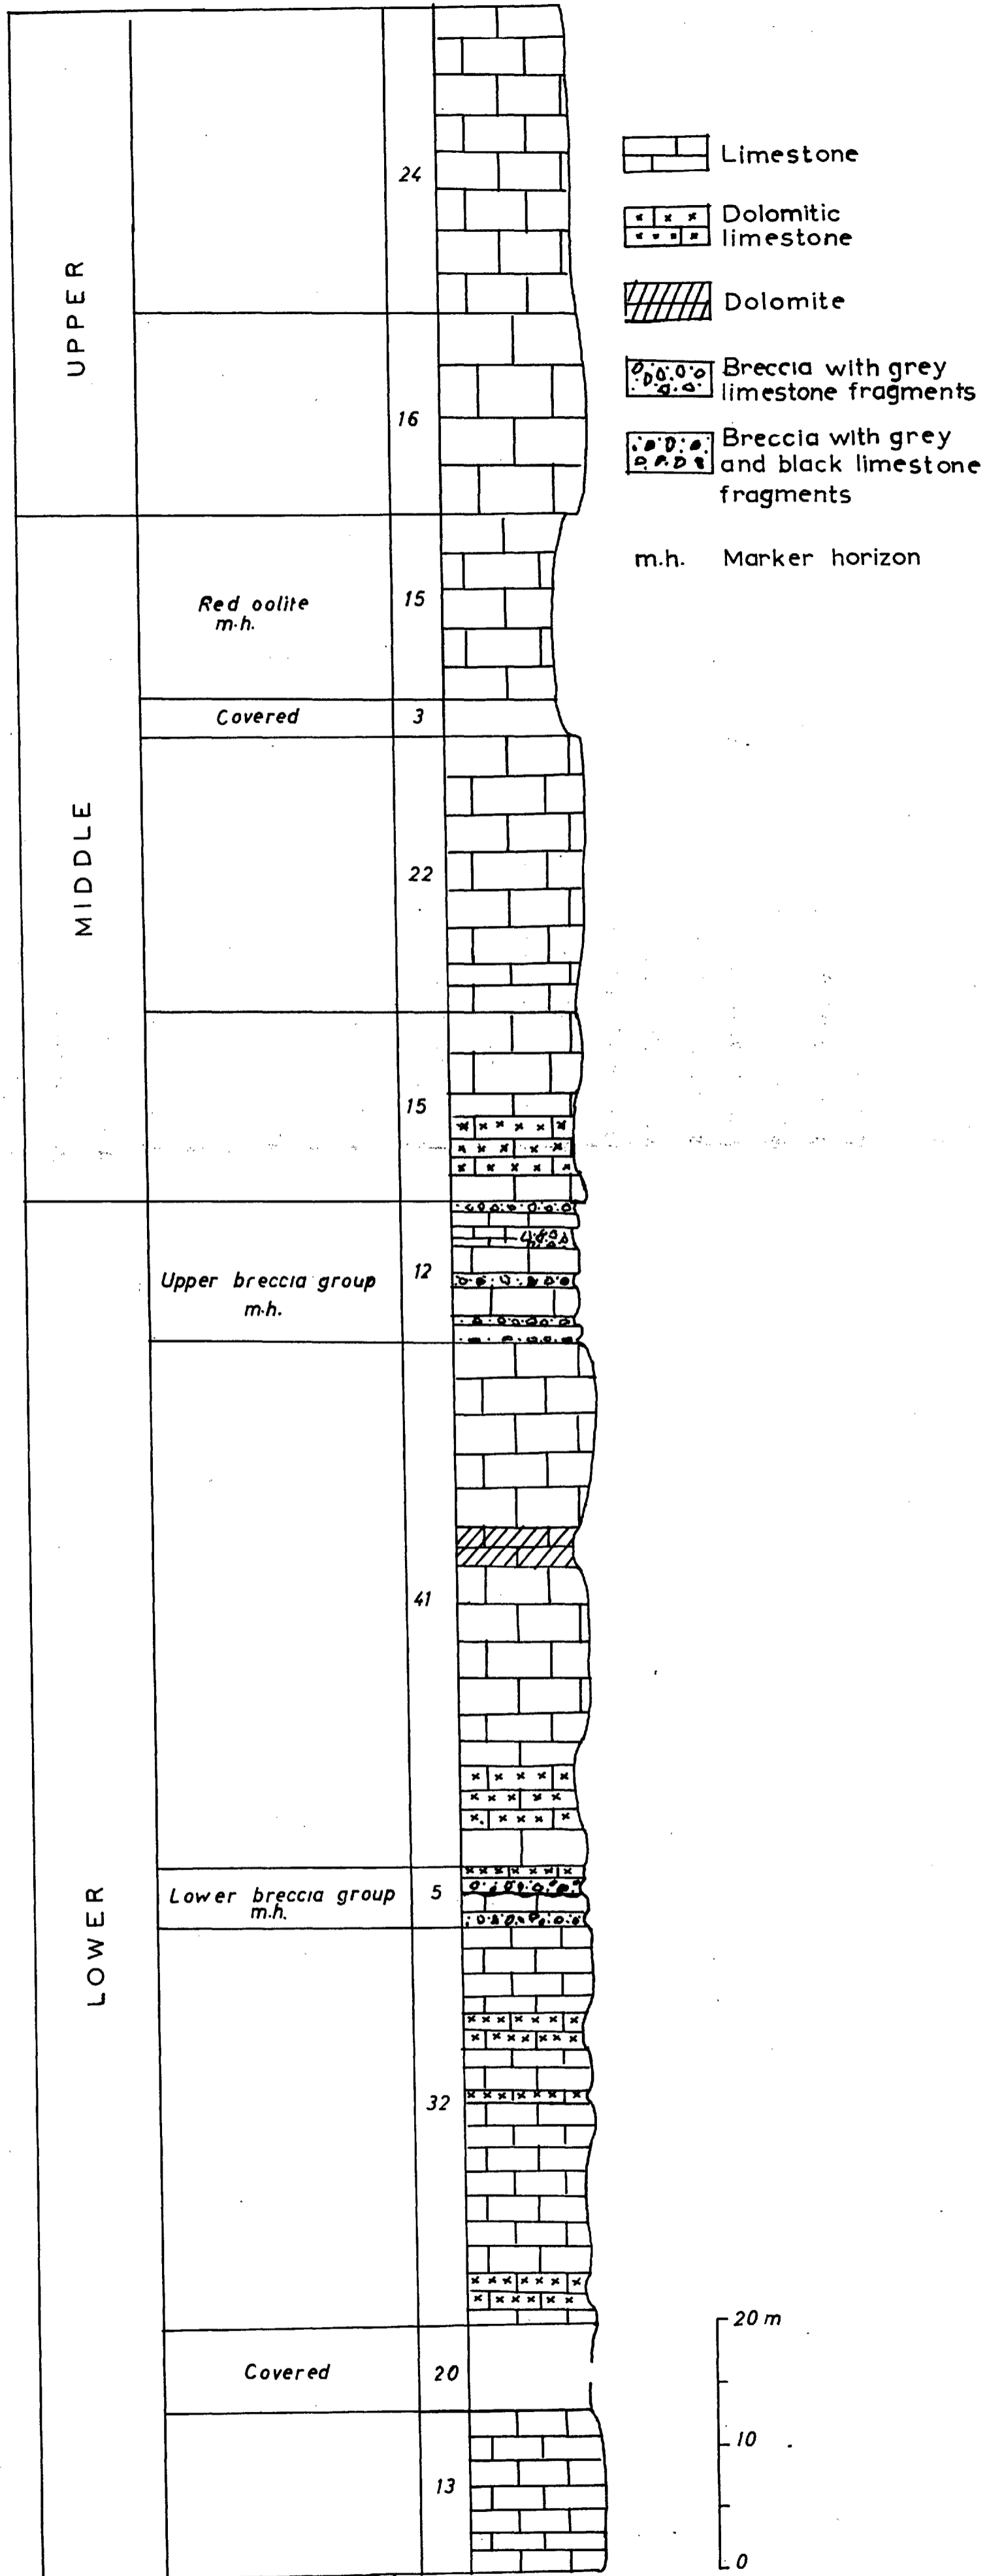 UPPER
24
16
MIDDLE
Red oolite
m.h.
15
Covered
3
22
15
LOWER
Upper breccia group
m.h.
12
41
Lower breccia group
m.h.
5
32
Covered
20
13
Limestone
Dolomitic
limestone
Dolomite
Breccia with grey
limestone fragments
Breccia with grey
and black limestone
fragments
m.h. Marker horizon
20 m
10
0